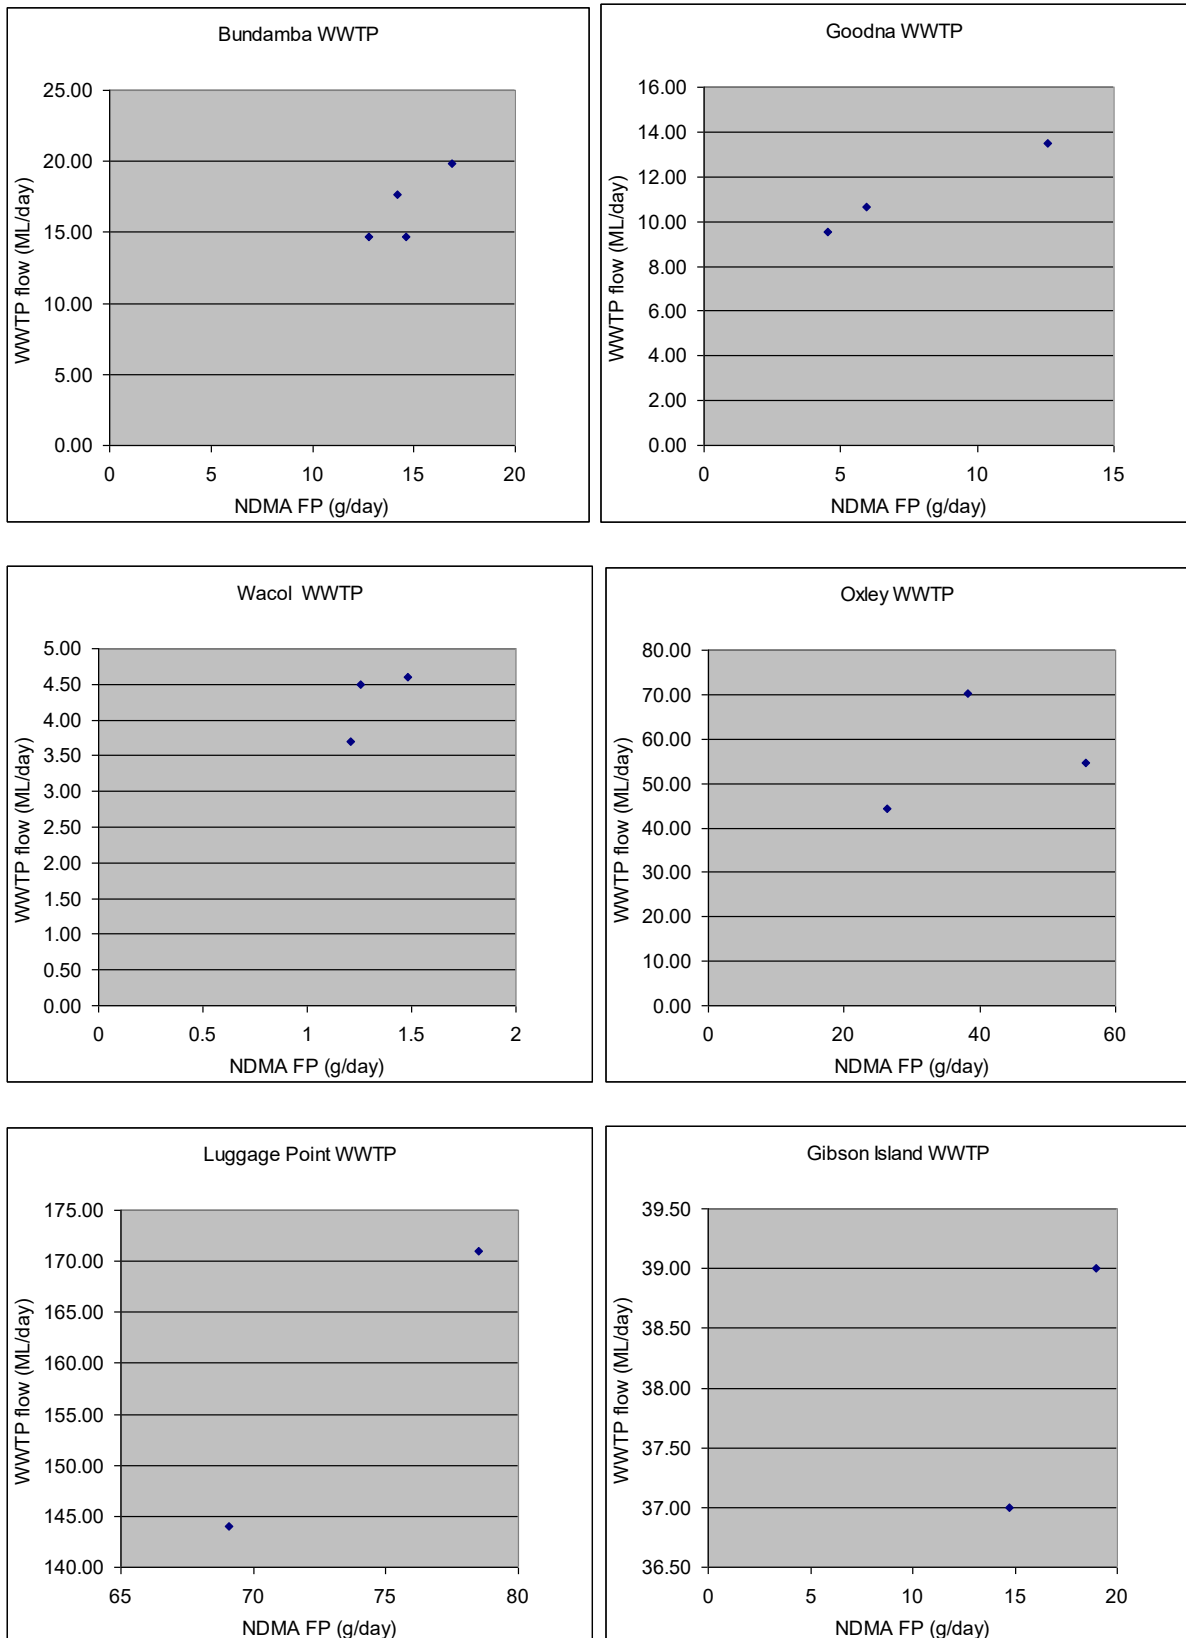 Bundamba WWTP
25.00
20.00
15.00
10.00
5.00
0.00
WWTP flow (ML/day)
0 5 10 15 20
NDMA FP (g/day)
Goodna WWTP
16.00
14.00
12.00
10.00
8.00
6.00
4.00
2.00
0.00
WWTP flow (ML/day)
0 5 10 15
NDMA FP (g/day)
Wacol WWTP
5.00
4.50
4.00
3.50
3.00
2.50
2.00
1.50
1.00
0.50
0.00
WWTP flow (ML/day)
0 0.5 1 1.5 2
NDMA FP (g/day)
Oxley WWTP
80.00
70.00
60.00
50.00
40.00
30.00
20.00
10.00
0.00
WWTP flow (ML/day)
0 20 40 60
NDMA FP (g/day)
Luggage Point WWTP
175.00
170.00
165.00
160.00
155.00
150.00
145.00
140.00
WWTP flow (ML/day)
65 70 75 80
NDMA FP (g/day)
Gibson Island WWTP
39.50
39.00
38.50
38.00
37.50
37.00
36.50
WWTP flow (ML/day)
0 5 10 15 20
NDMA FP (g/day)